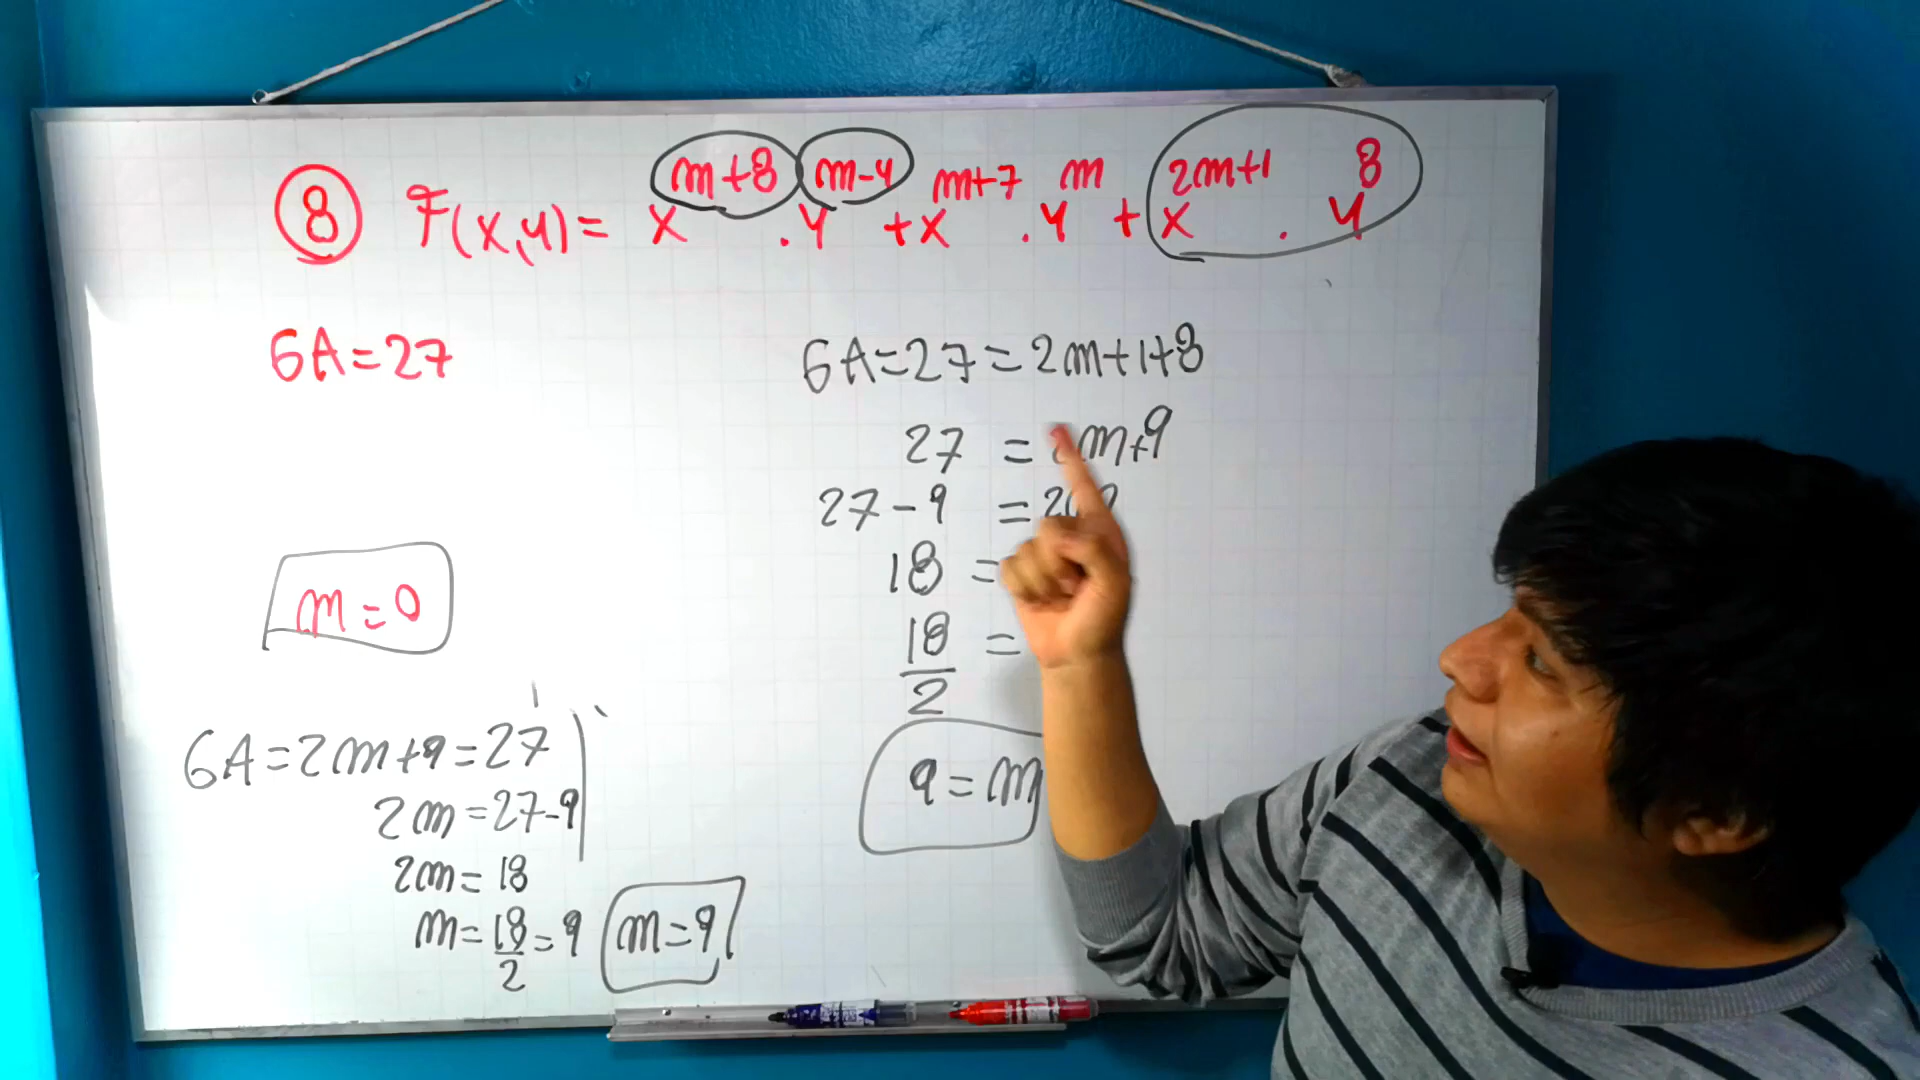 8 F(x,y) = x^{m+8} . y^{m-4} + x^{m+7} . y^{m} + x^{2m+1} . y^{8}
GA=27
m = 0
GA=2m+9=27
2m=27-9
2m= 18
m= 18/2 = 9 m=9
GA=27=2m+1+8
27 = 2m+9
27-9 = 2m
18 =
18/2 =
9=m